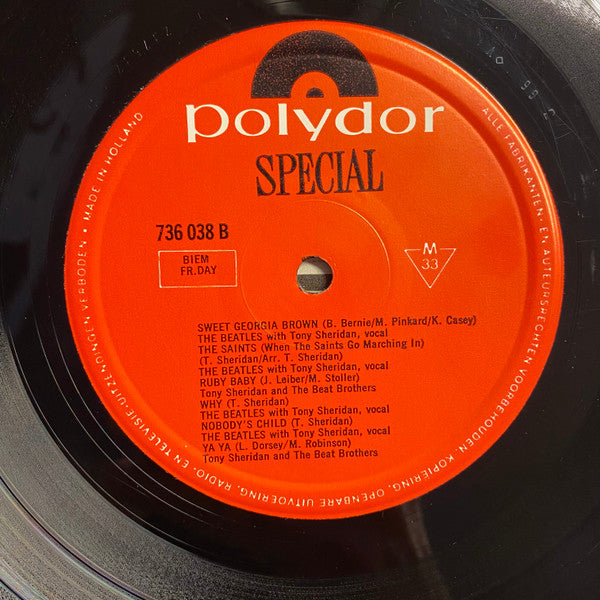 polydor
SPECIAL
736 038 B
BIEM
FR.DAY
M
33
SWEET GEORGIA BROWN (B. Bernie/M. Pinkard/K. Casey)
THE BEATLES with Tony Sheridan, vocal
THE SAINTS (When The Saints Go Marching In)
(T. Sheridan/Arr. T. Sheridan)
THE BEATLES with Tony Sheridan, vocal
RUBY BABY (J. Leiber/M. Stoller)
Tony Sheridan and The Beat Brothers
WHY (T. Sheridan)
THE BEATLES with Tony Sheridan, vocal
NOBODY'S CHILD (T. Sheridan)
THE BEATLES with Tony Sheridan, vocal
YA YA (L. Dorsey/M. Robinson)
Tony Sheridan and The Beat Brothers
ALLE FABRIKANTEN- EN AUTEURSRECHTEN VOORBEHOUDEN. KOPIËRING, OPENBARE UITVOERING, RADIO- EN TELEVISIE-UITZENDINGEN VERBODEN • MADE IN HOLLAND